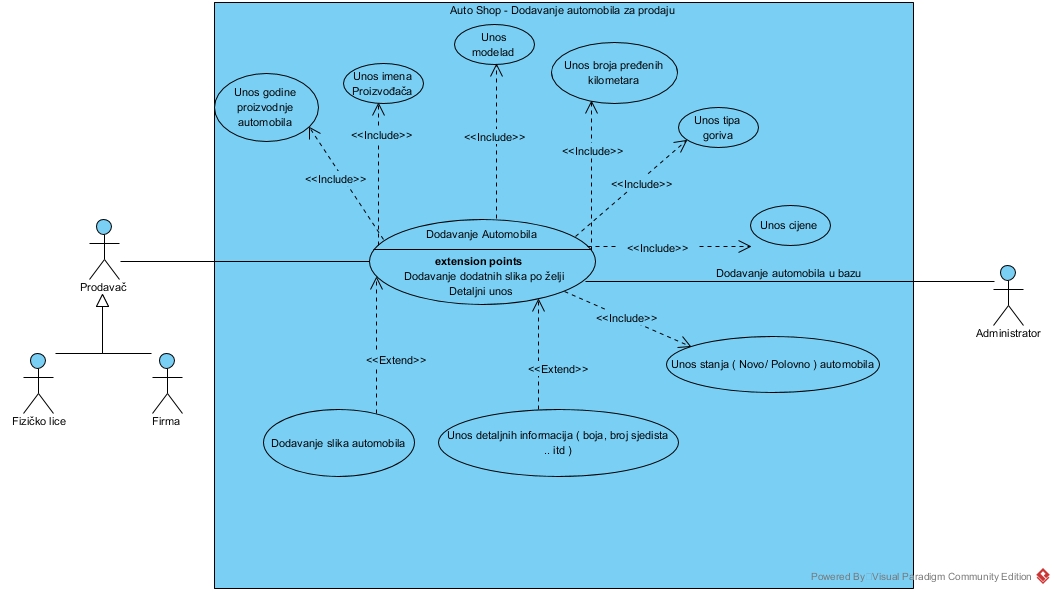 Auto Shop - Dodavanje automobila za prodaju
Unos
modelad
Unos imena
Proizvođača
Unos broja pređenih
kilometara
Unos godine
proizvodnje
automobila
Unos tipa
goriva
<<Include>>
<<Include>>
<<Include>>
<<Include>>
<<Include>>
Unos cijene
Dodavanje Automobila
<<Include>>
extension points
Dodavanje dodatnih slika po želji
Detaljni unos
Dodavanje automobila u bazu
Prodavač
<<Include>>
Administrator
<<Extend>>
<<Extend>>
Unos stanja ( Novo/ Polovno ) automobila
Fizičko lice
Firma
Dodavanje slika automobila
Unos detaljnih informacija ( boja, broj sjedista
.. itd )
Powered By Visual Paradigm Community Edition